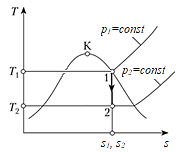 T
p₁=const
K
T₁
1
p₂=const
T₂
2
s₁, s₂
s